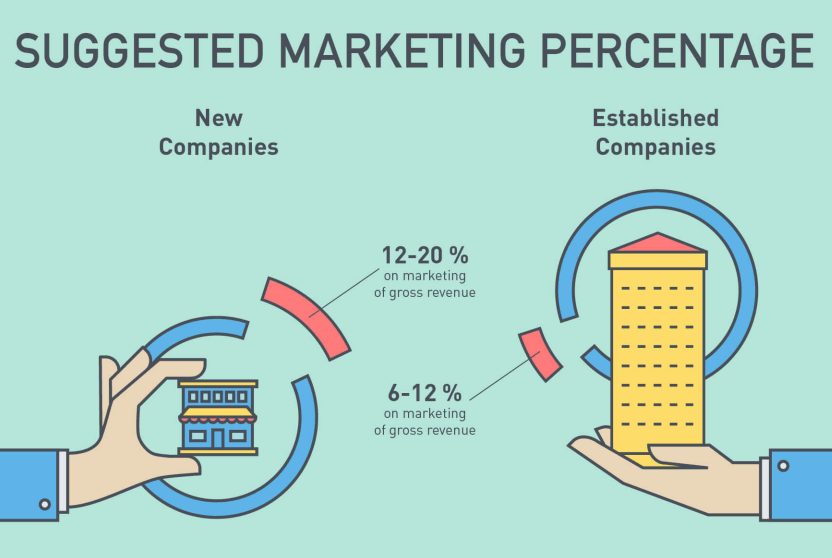 SUGGESTED MARKETING PERCENTAGE
New
Companies
Established
Companies
12-20 %
on marketing
of gross revenue
6-12 %
on marketing
of gross revenue